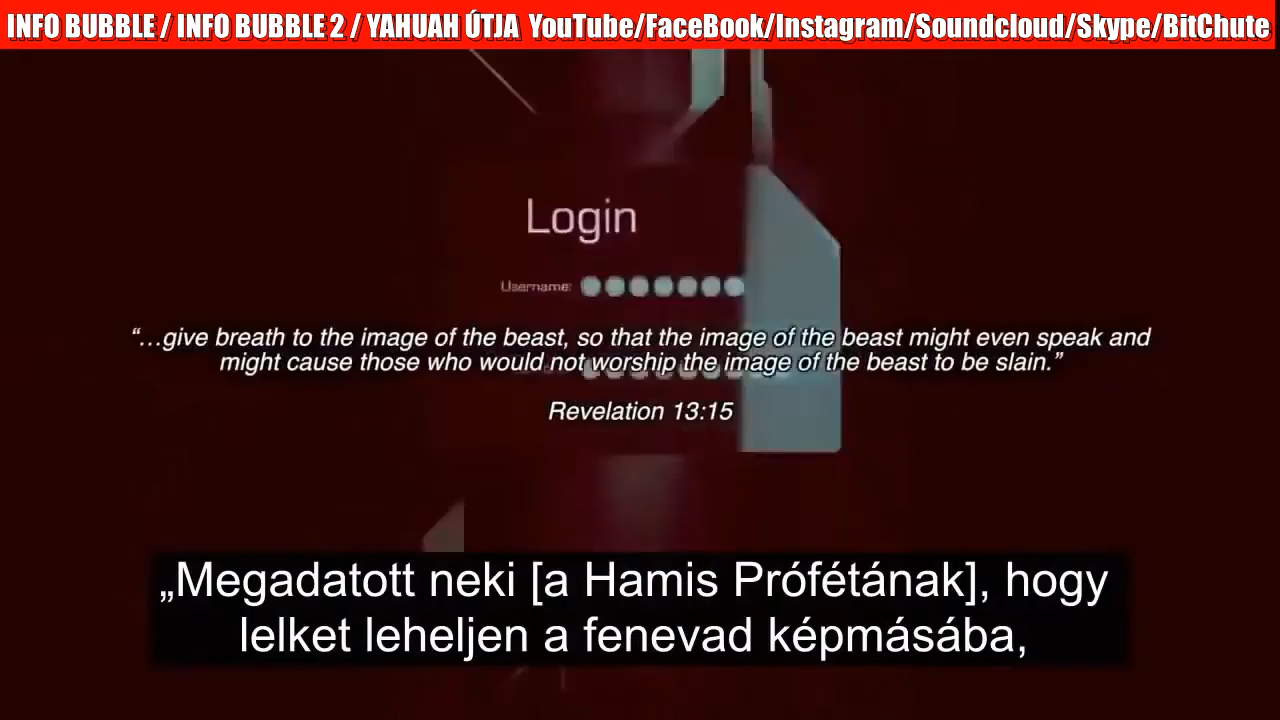 INFO BUBBLE / INFO BUBBLE 2 / YAHUAH ÚTJA YouTube/FaceBook/Instagram/Soundcloud/Skype/BitChute
Login
Username:
“…give breath to the image of the beast, so that the image of the beast might even speak and
might cause those who would not worship the image of the beast to be slain.”
Revelation 13:15
„Megadatott neki [a Hamis Prófétának], hogy
lelket leheljen a fenevad képmásába,